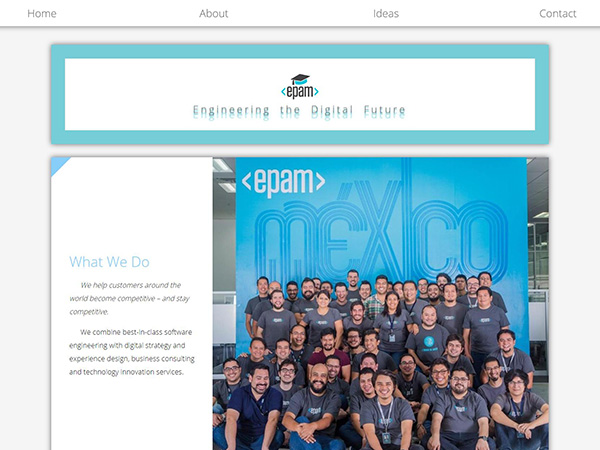 Home About Ideas Contact
<epam>
Engineering the Digital Future
<epam>
méxico
What We Do
We help customers around the
world become competitive – and stay
competitive.
We combine best-in-class software
engineering with digital strategy and
experience design, business consulting
and technology innovation services.